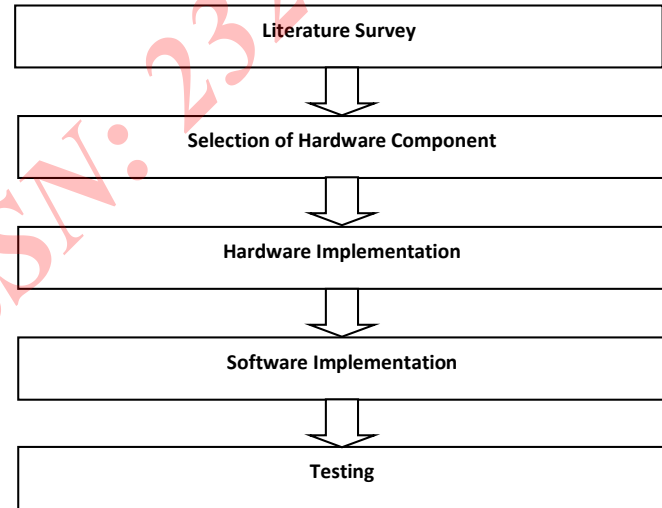 Literature Survey
Selection of Hardware Component
Hardware Implementation
Software Implementation
Testing